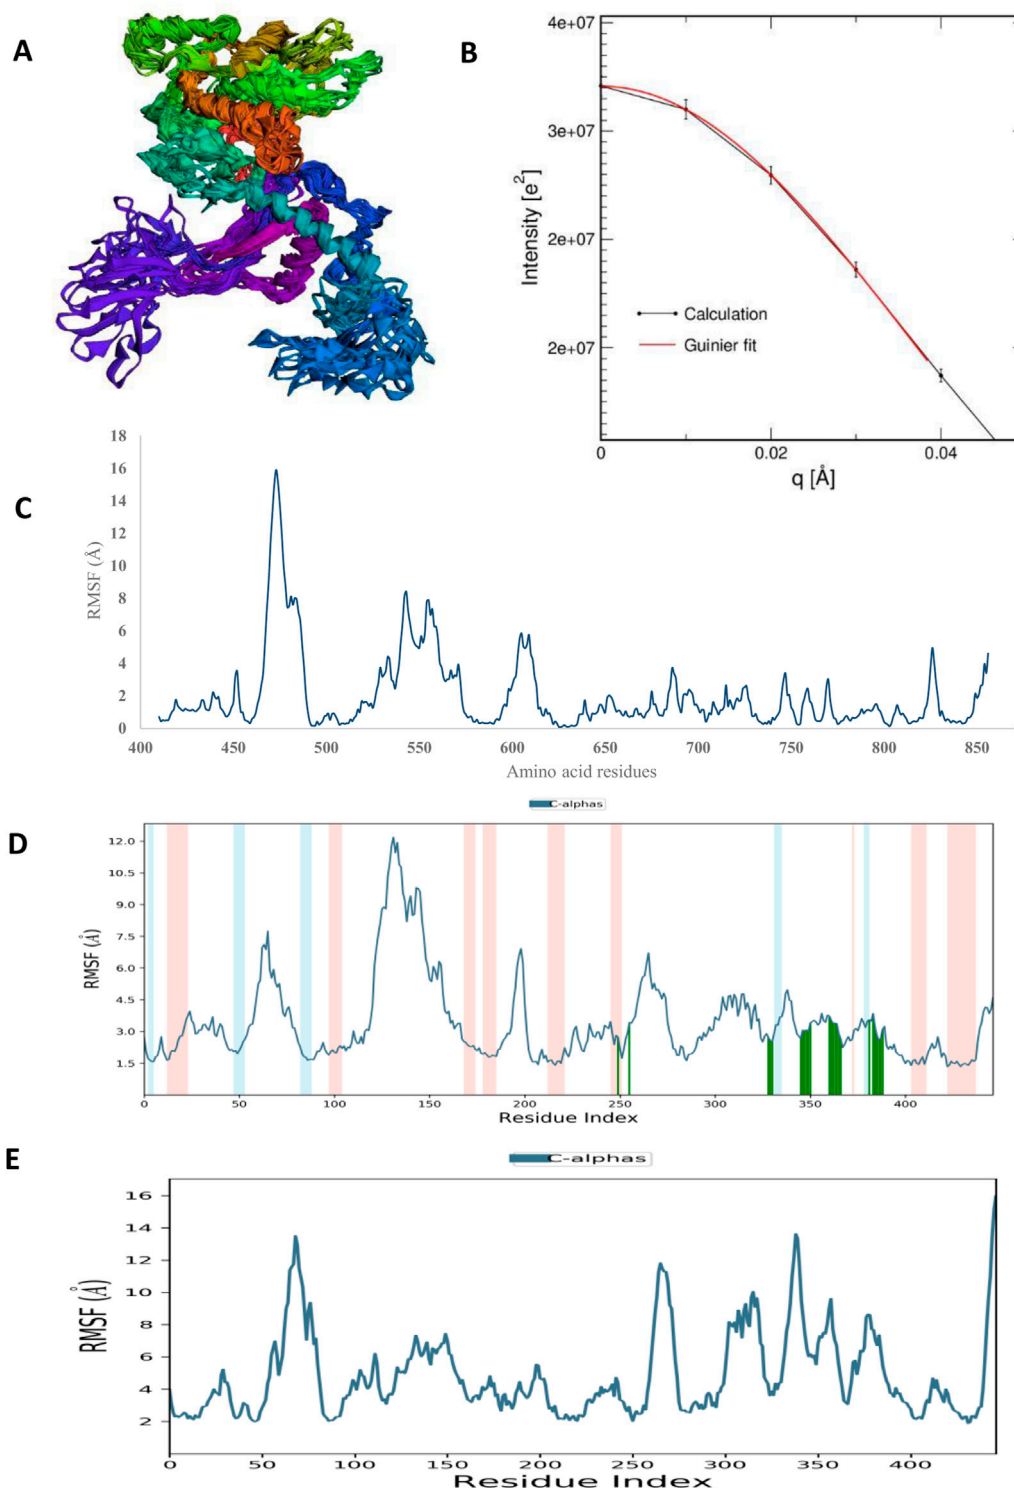 A
B
4e+07
3e+07
2e+07
2e+07
Intensity [e²]
Calculation
Guinier fit
0
0.02
0.04
q [Å]
C
18
16
14
12
10
8
6
4
2
0
RMSF (Å)
400 450 500 550 600 650 700 750 800 850
Amino acid residues
C-alphas
D
12.0
10.5
9.0
7.5
6.0
4.5
3.0
1.5
RMSF (Å)
0 50 100 150 200 250 300 350 400
Residue Index
E
C-alphas
16
14
12
10
8
6
4
2
RMSF (Å)
0 50 100 150 200 250 300 350 400
Residue Index